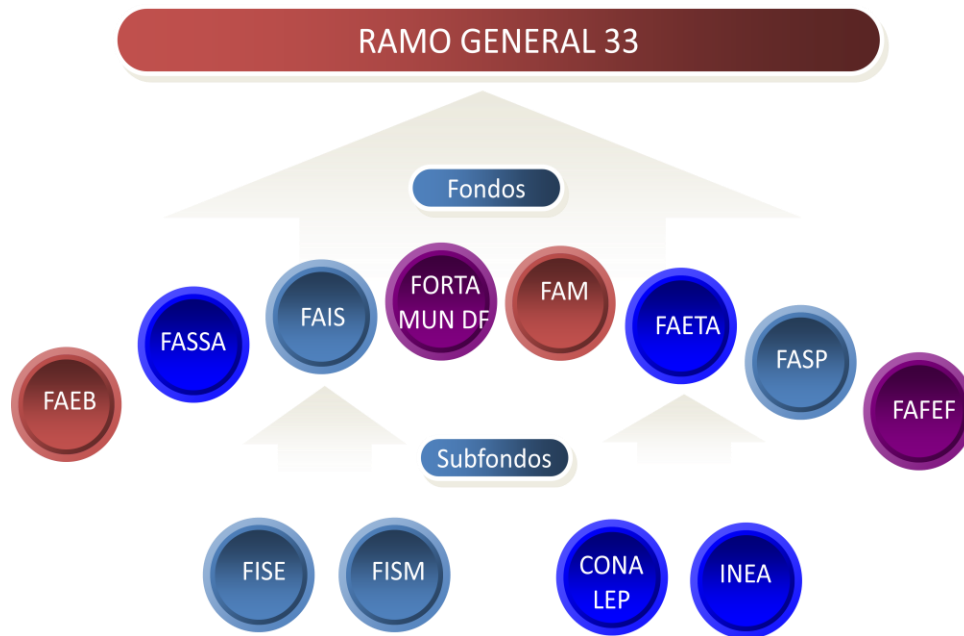 RAMO GENERAL 33
Fondos
FAEB
FASSA
FAIS
FORTA
MUN DF
FAM
FAETA
FASP
FAFEF
Subfondos
FISE
FISM
CONA
LEP
INEA